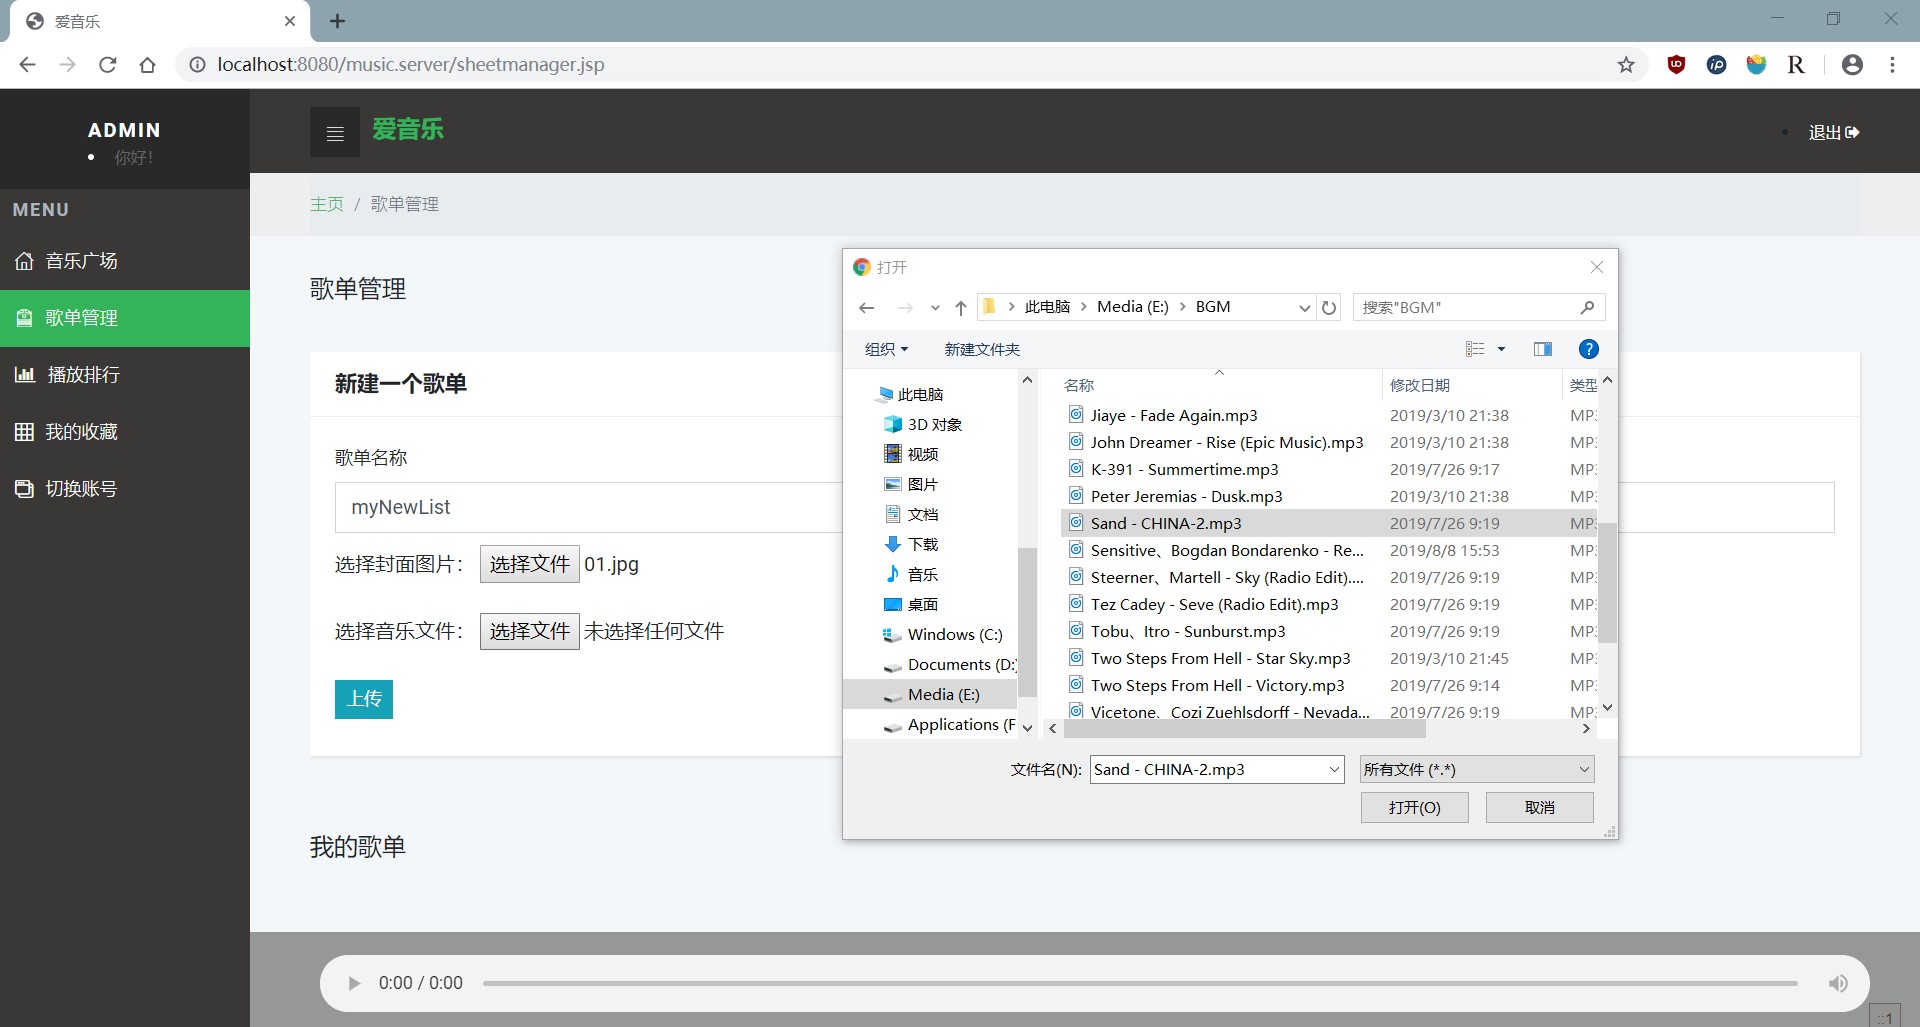 爱音乐
localhost:8080/music.server/sheetmanager.jsp
ADMIN
你好！
MENU
音乐广场
歌单管理
播放排行
我的收藏
切换账号
爱音乐
退出
主页 / 歌单管理
歌单管理
新建一个歌单
歌单名称
myNewList
选择封面图片： 选择文件 01.jpg
选择音乐文件： 选择文件 未选择任何文件
上传
我的歌单
0:00 / 0:00
打开
此电脑 Media (E:) BGM
搜索"BGM"
组织 新建文件夹
此电脑
3D 对象
视频
图片
文档
下载
音乐
桌面
Windows (C:)
Documents (D:)
Media (E:)
Applications (F
名称 修改日期 类型
Jiaye - Fade Again.mp3 2019/3/10 21:38 MP3
John Dreamer - Rise (Epic Music).mp3 2019/3/10 21:38 MP3
K-391 - Summertime.mp3 2019/7/26 9:17 MP3
Peter Jeremias - Dusk.mp3 2019/3/10 21:38 MP3
Sand - CHINA-2.mp3 2019/7/26 9:19 MP3
Sensitive、Bogdan Bondarenko - Re... 2019/8/8 15:53 MP3
Steerner、Martell - Sky (Radio Edit).... 2019/7/26 9:19 MP3
Tez Cadey - Seve (Radio Edit).mp3 2019/7/26 9:19 MP3
Tobu、Itro - Sunburst.mp3 2019/7/26 9:19 MP3
Two Steps From Hell - Star Sky.mp3 2019/3/10 21:45 MP3
Two Steps From Hell - Victory.mp3 2019/7/26 9:14 MP3
Vicetone、Cozi Zuehlsdorff - Nevada... 2019/7/26 9:19 MP3
文件名(N): Sand - CHINA-2.mp3 所有文件 (*.*)
打开(O) 取消
::1